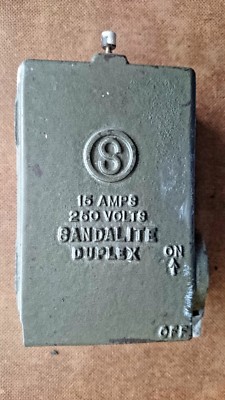 S
15 AMPS
250 VOLTS
SANDALITE
DUPLEX
ON
OFF